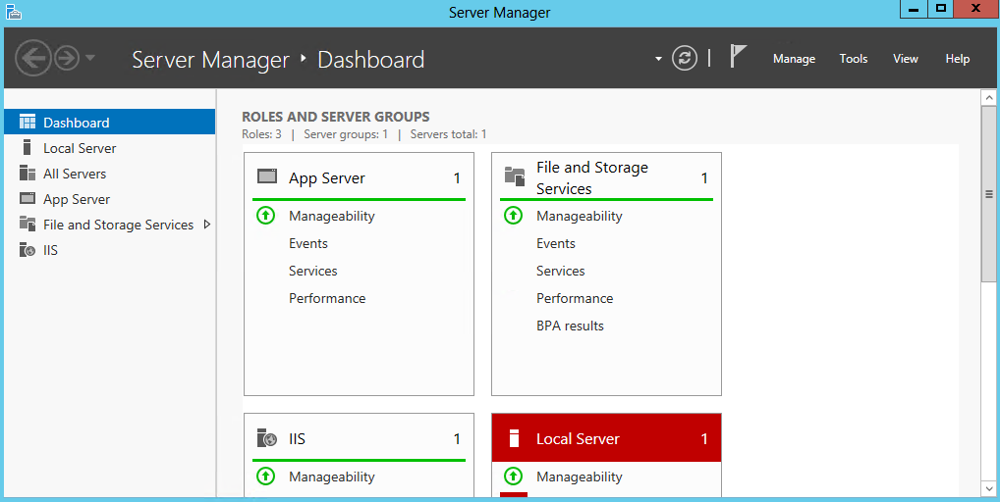 Server Manager
Server Manager ‣ Dashboard
Manage Tools View Help
Dashboard
Local Server
All Servers
App Server
File and Storage Services
IIS
ROLES AND SERVER GROUPS
Roles: 3 | Server groups: 1 | Servers total: 1
App Server 1
Manageability
Events
Services
Performance
File and Storage
Services 1
Manageability
Events
Services
Performance
BPA results
IIS 1
Manageability
Local Server 1
Manageability